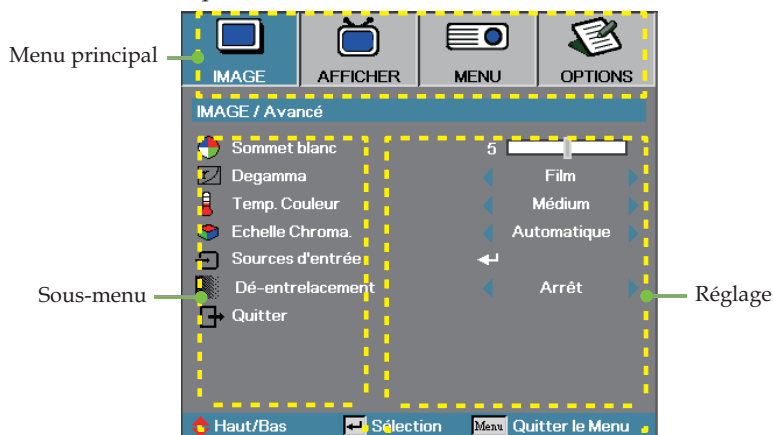 Menu principal
IMAGE AFFICHER MENU OPTIONS
IMAGE / Avancé
Sommet blanc 5
Degamma Film
Temp. Couleur Médium
Echelle Chroma. Automatique
Sources d'entrée
Sous-menu Dé-entrelacement Arrêt Réglage
Quitter
Haut/Bas Sélection Menu Quitter le Menu